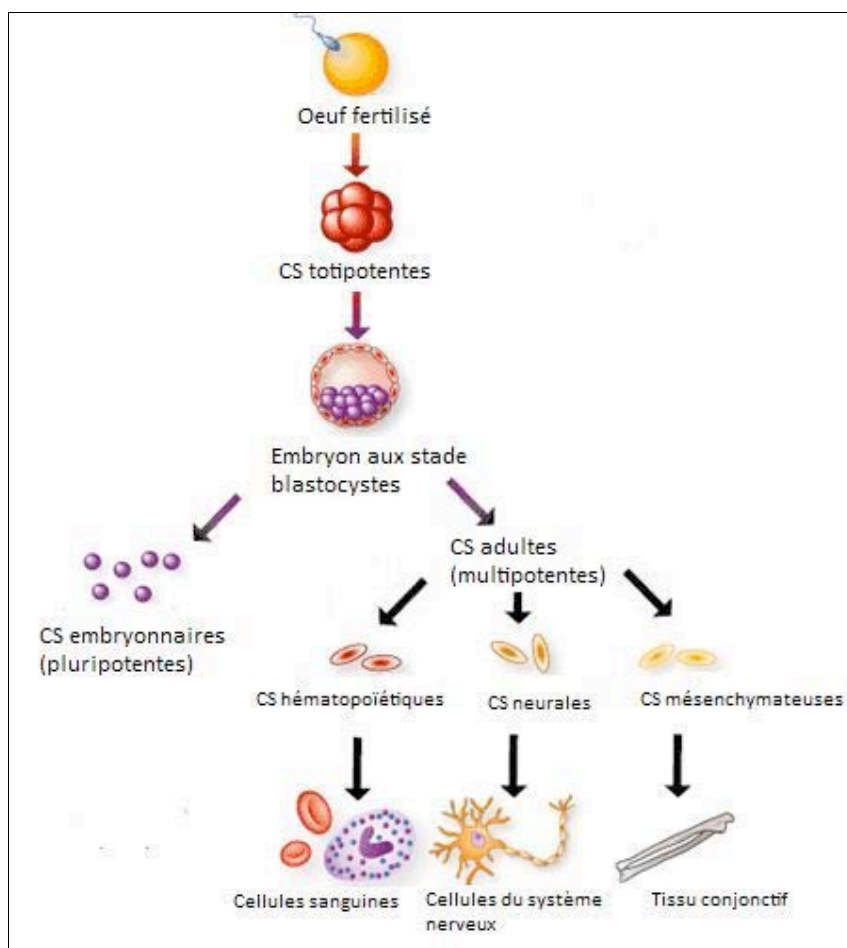 Oeuf fertilisé
CS totipotentes
Embryon aux stade
blastocystes
CS adultes
(multipotentes)
CS embryonnaires
(pluripotentes)
CS hématopoïétiques
CS neurales
CS mésenchymateuses
Cellules sanguines
Cellules du système
nerveux
Tissu conjonctif